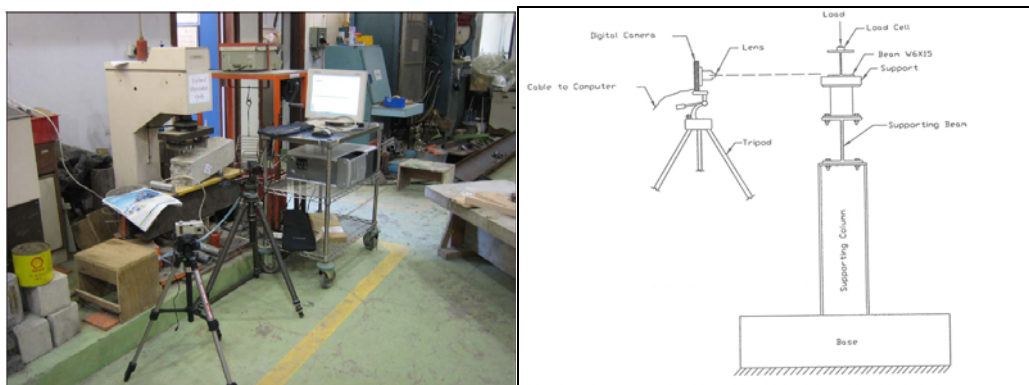 Load
Load Cell
Digital Camera
Lens
Beam W6X15
Support
Cable to Computer
Supporting Beam
Tripod
Supporting Column
Base